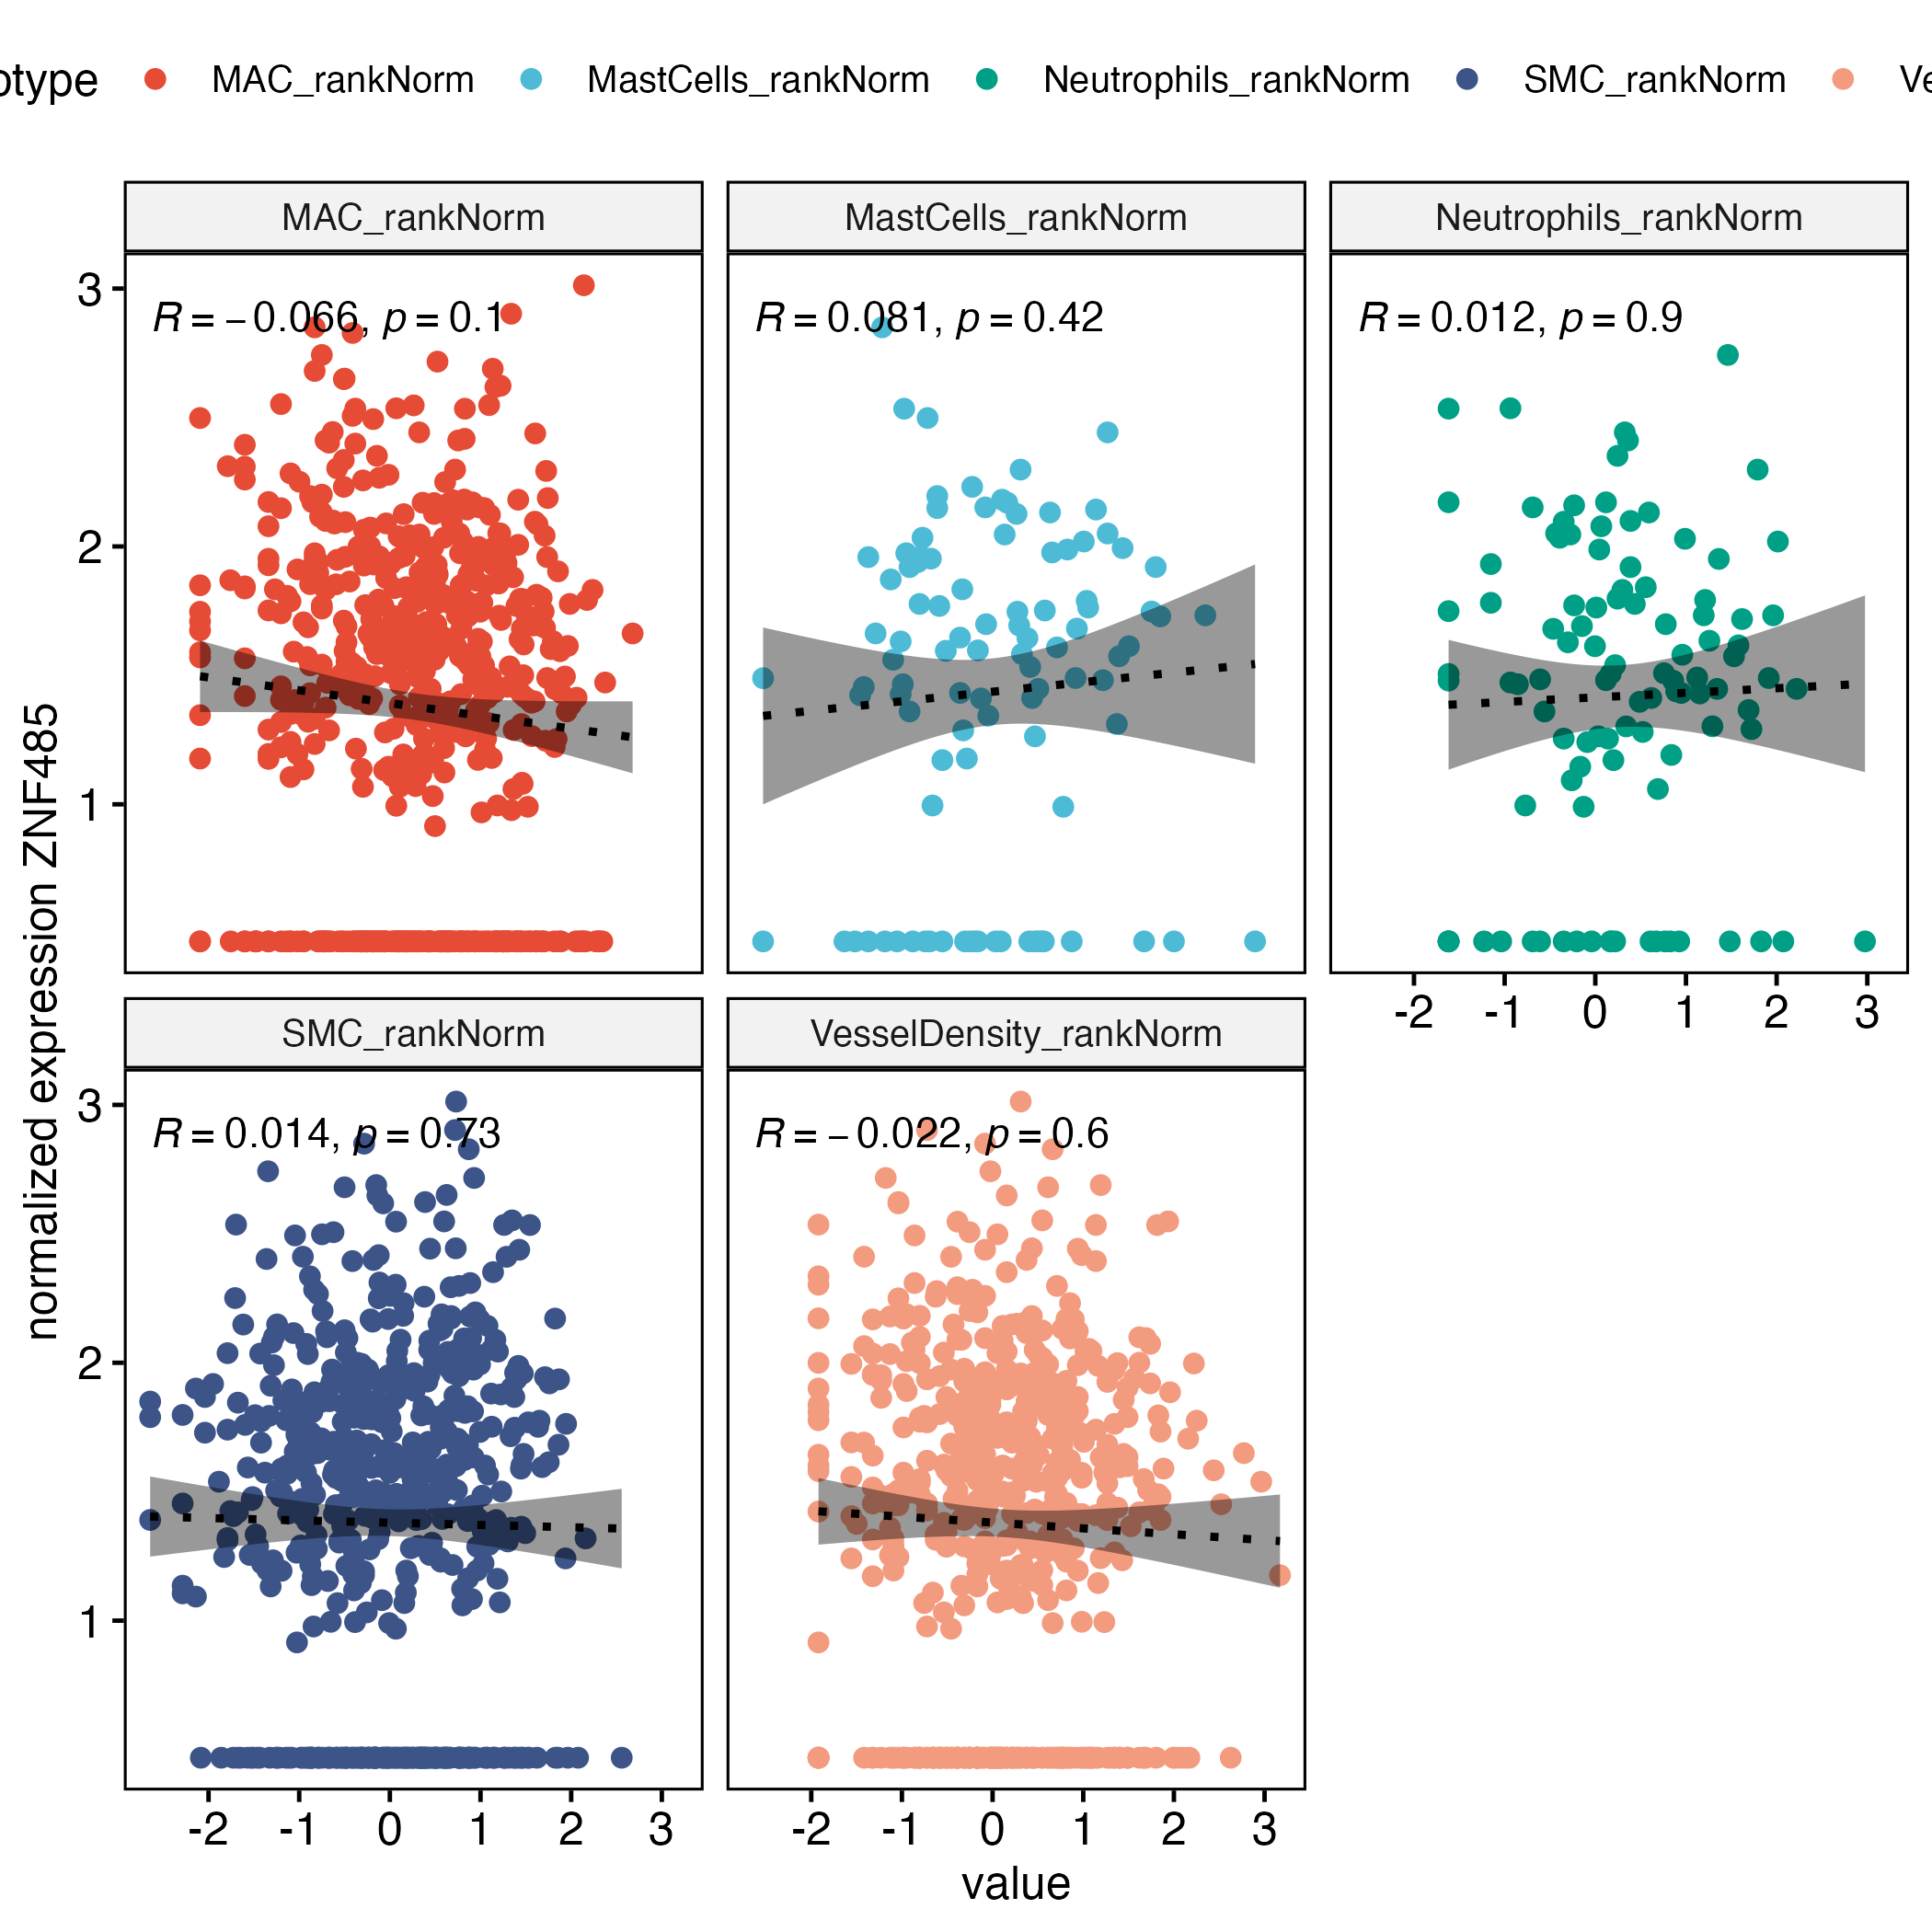 otype MAC_rankNorm MastCells_rankNorm Neutrophils_rankNorm SMC_rankNorm Ve
MAC_rankNorm MastCells_rankNorm Neutrophils_rankNorm
R = −0.066, p = 0.1 R = 0.081, p = 0.42 R = 0.012, p = 0.9
3
2
1
-2 -1 0 1 2 3
SMC_rankNorm VesselDensity_rankNorm
R = 0.014, p = 0.73 R = −0.022, p = 0.6
3
2
1
-2 -1 0 1 2 3 -2 -1 0 1 2 3
value
normalized expression ZNF485